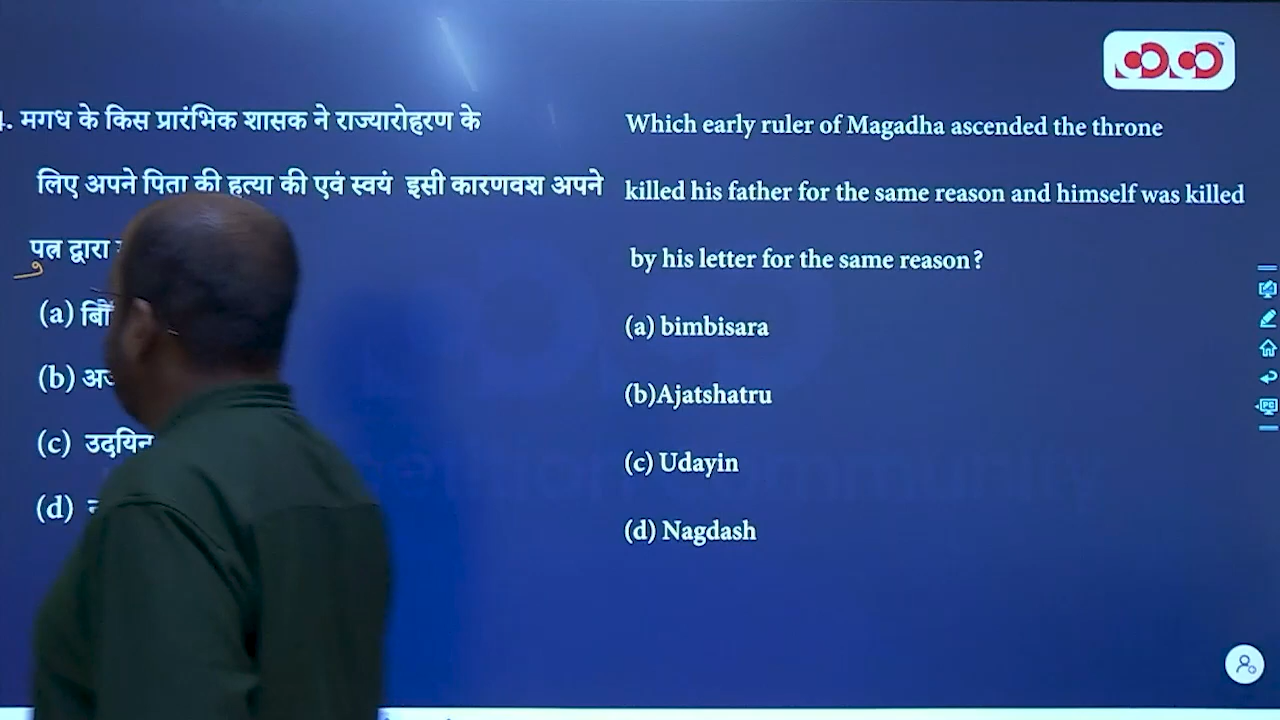 4. मगध के किस प्रारंभिक शासक ने राज्यारोहरण के
लिए अपने पिता की हत्या की एवं स्वयं इसी कारणवश अपने
पत्र द्वारा
(a)
(b)
(c) उदयिन
(d)
Which early ruler of Magadha ascended the throne
killed his father for the same reason and himself was killed
by his letter for the same reason?
(a) bimbisara
(b)Ajatshatru
(c) Udayin
(d) Nagdash
PC